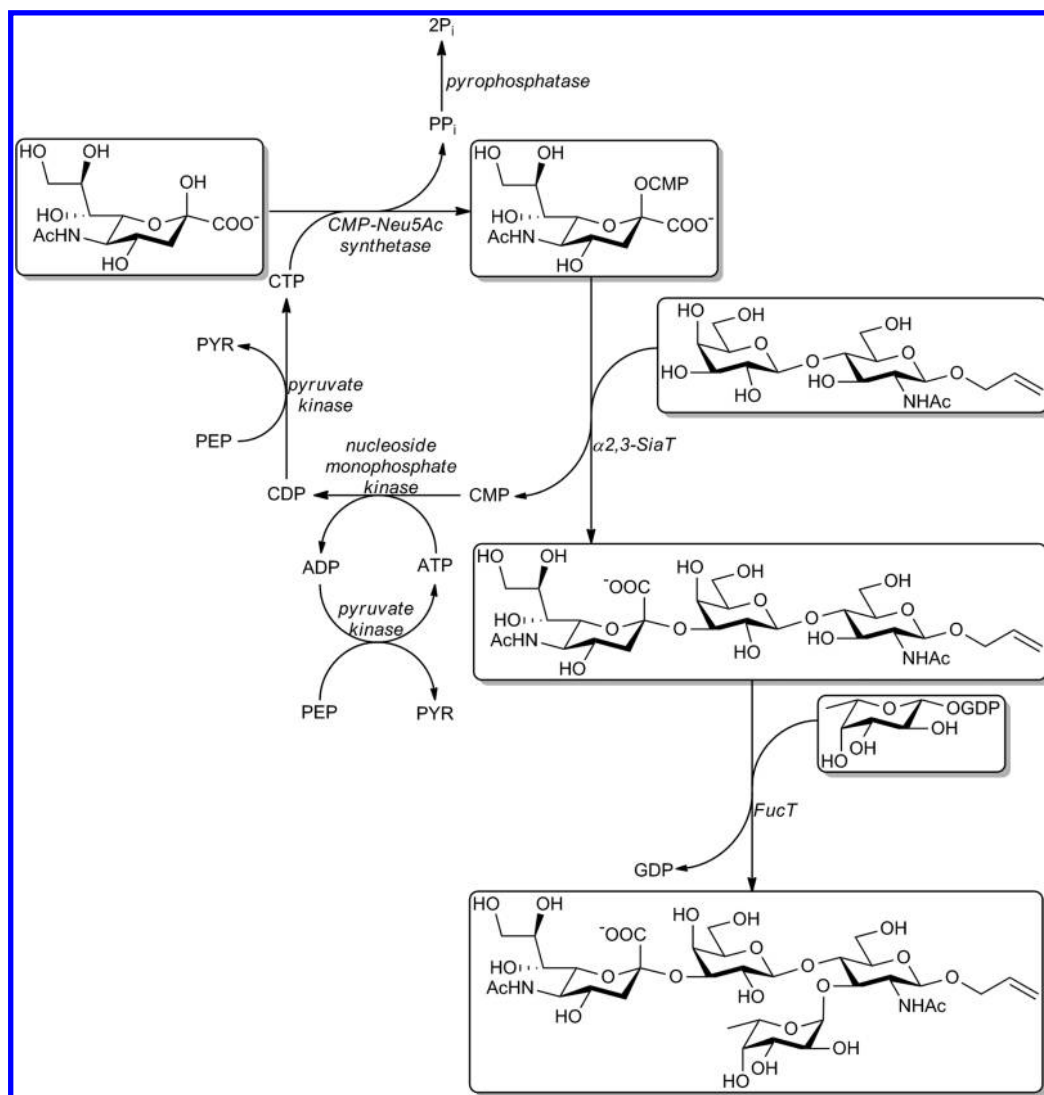 2Pi
pyrophosphatase
PPi
HO OH
OH
HO
AcHN
HO
O
COO-
CMP-Neu5Ac
synthetase
HO OH
OCMP
HO
AcHN
HO
O
COO-
CTP
PYR
pyruvate
kinase
PEP
CDP
nucleoside
monophosphate
kinase
CMP
α2,3-SiaT
HO OH
O
HO
HO
O
OH
O
HO
NHAc
O
ADP
ATP
pyruvate
kinase
PEP
PYR
HO OH
-OOC
HO
AcHN
HO
O
O
HO OH
O
HO
O
OH
O
HO
NHAc
O
O
OGDP
OH
OH
HO
FucT
GDP
HO OH
-OOC
HO
AcHN
HO
O
O
HO OH
O
HO
O
OH
O
O
NHAc
O
O
OH
OH
HO